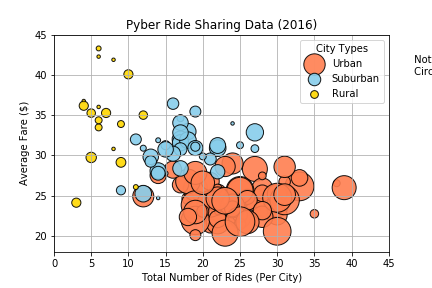 Pyber Ride Sharing Data (2016)
Average Fare ($)
45
40
35
30
25
20
City Types
Urban
Suburban
Rural
Not
Circ
0
5
10
15
20
25
30
35
40
45
Total Number of Rides (Per City)